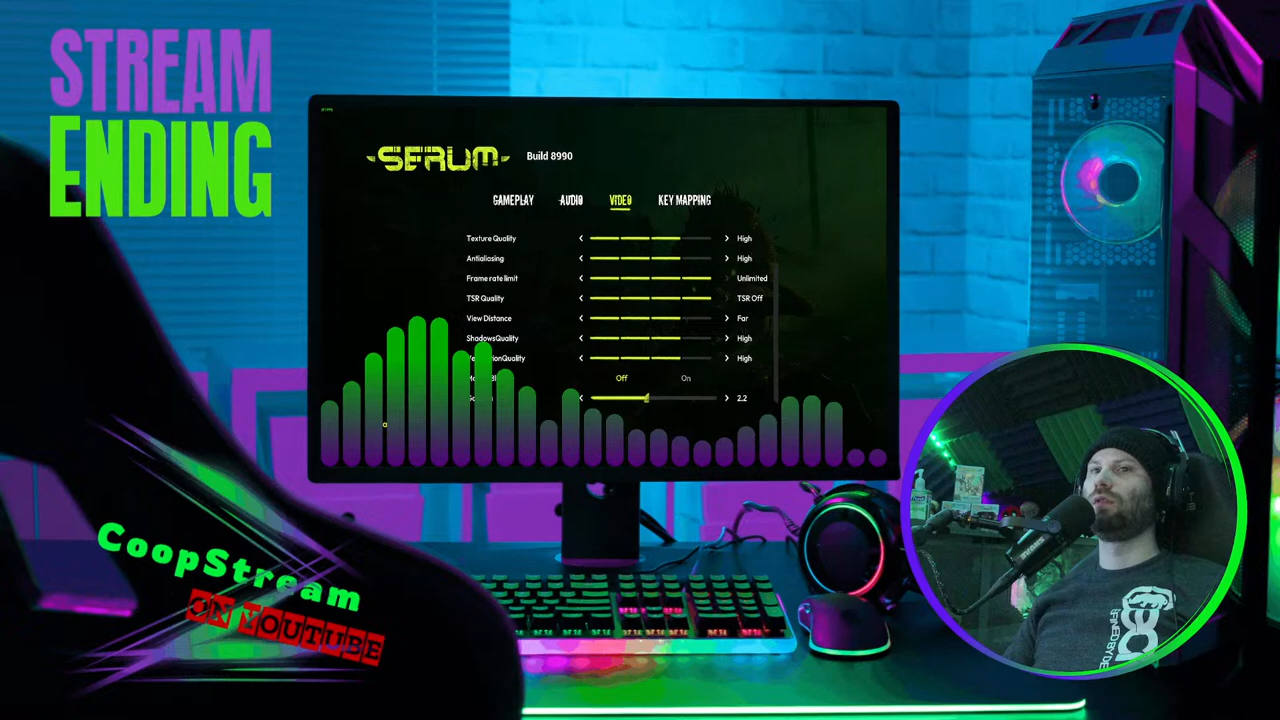 STREAM
ENDING
SERUM
Build 8990
GAMEPLAY AUDIO VIDEO KEY MAPPING
Texture Quality High
Antialiasing High
Frame rate limit Unlimited
TSR Quality TSR Off
View Distance Far
ShadowsQuality High
High
Off On
2.2
CoopStream
ON YOUTUBE